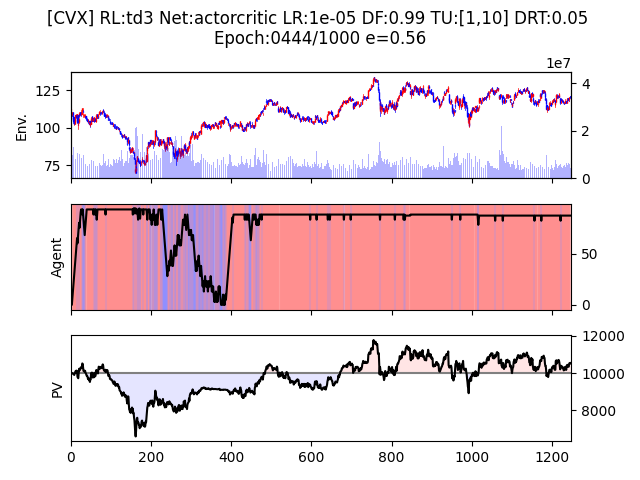 [CVX] RL:td3 Net:actorcritic LR:1e-05 DF:0.99 TU:[1,10] DRT:0.05
Epoch:0444/1000 e=0.56
1e7
125
100
75
Env.
4
2
0
Agent
50
0
PV
12000
10000
8000
0 200 400 600 800 1000 1200